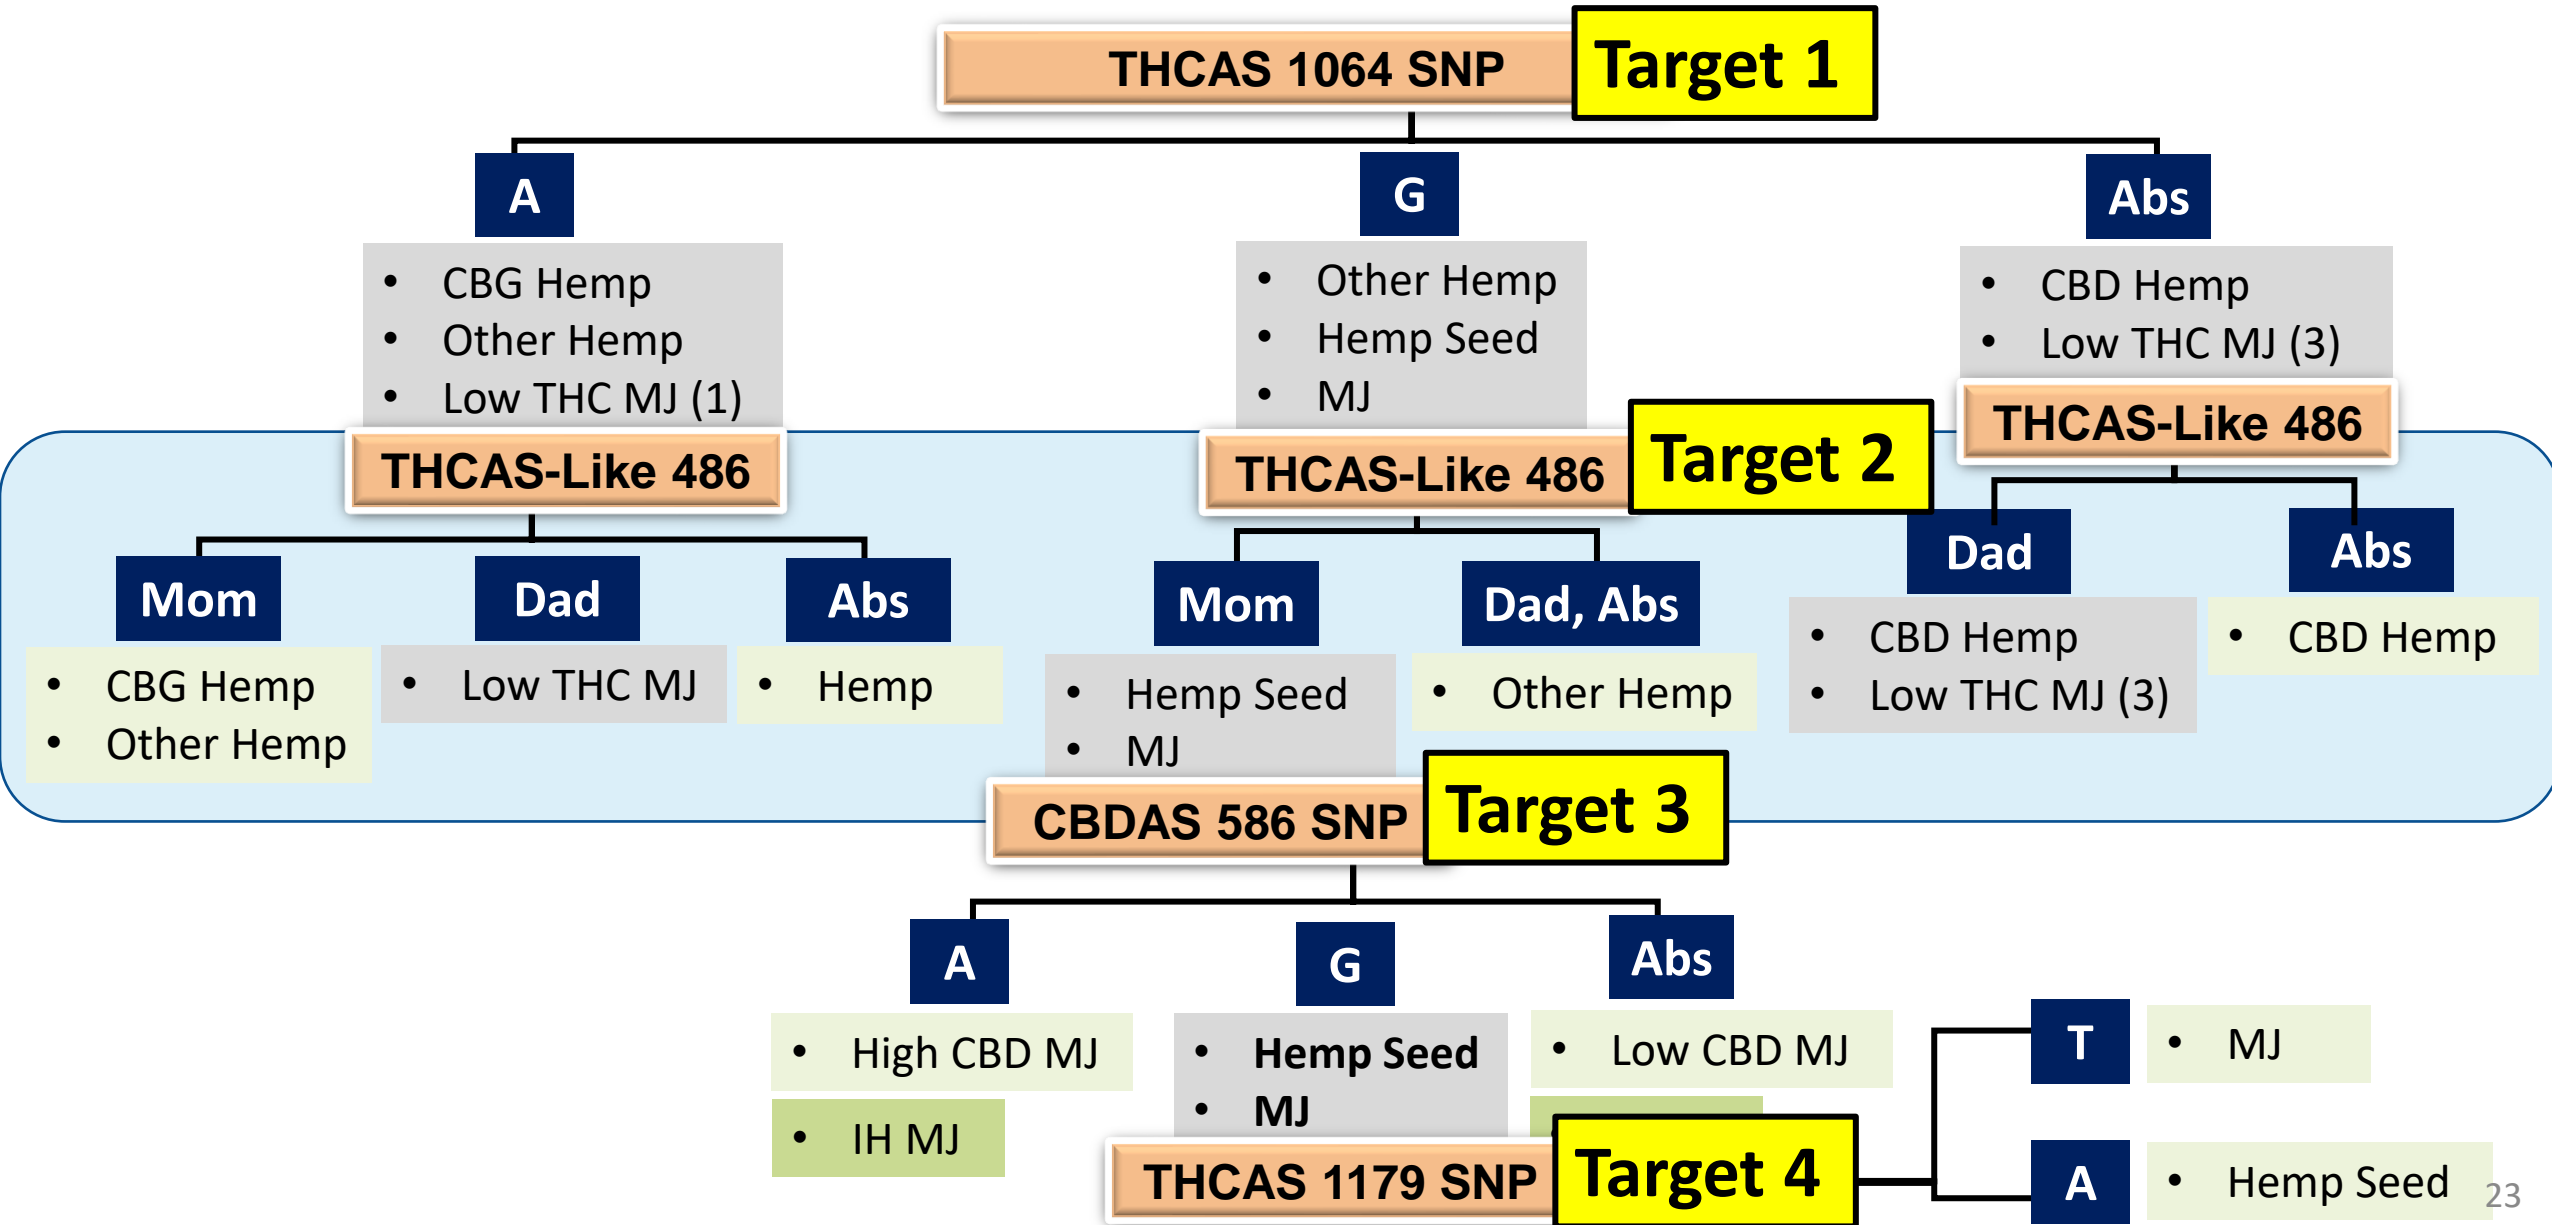 THCAS 1064 SNP
Target 1
A
G
Abs
• CBG Hemp
• Other Hemp
• Low THC MJ (1)
• Other Hemp
• Hemp Seed
• MJ
• CBD Hemp
• Low THC MJ (3)
THCAS-Like 486
THCAS-Like 486
Target 2
THCAS-Like 486
Mom
Dad
Abs
Mom
Dad, Abs
Dad
Abs
• CBG Hemp
• Other Hemp
• Low THC MJ
• Hemp
• Hemp Seed
• MJ
• Other Hemp
• CBD Hemp
• Low THC MJ (3)
• CBD Hemp
CBDAS 586 SNP
Target 3
A
G
Abs
• High CBD MJ
• IH MJ
• Hemp Seed
• MJ
• Low CBD MJ
THCAS 1179 SNP
Target 4
T
• MJ
A
• Hemp Seed
23